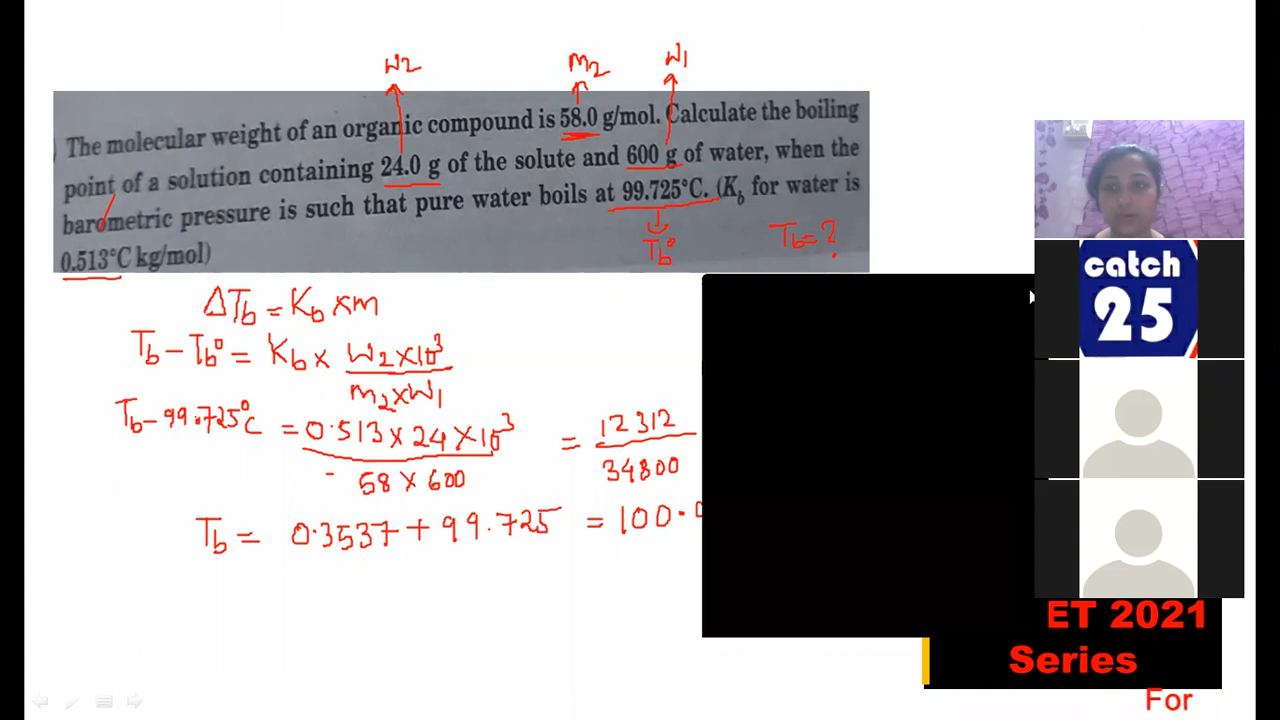 W2
M2
W1
The molecular weight of an organic compound is 58.0 g/mol. Calculate the boiling
point of a solution containing 24.0 g of the solute and 600 g of water, when the
barometric pressure is such that pure water boils at 99.725°C. (Kb for water is
0.513°C kg/mol)
Tb°
Tb = ?
ΔTb = Kb × m
Tb - Tb° = Kb × W2 × 10³
M2 × W1
Tb - 99.725°C = 0.513 × 24 × 10³ = 12312
58 × 600 34800
Tb = 0.3537 + 99.725 = 100.0
catch
25
ET 2021
Series
For